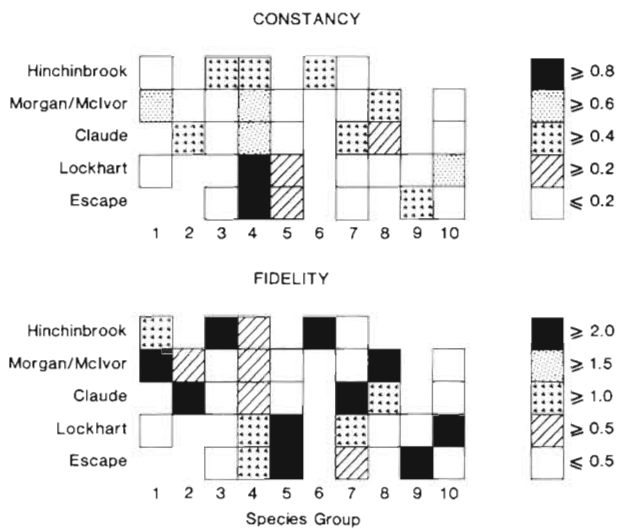 CONSTANCY
Hinchinbrook
Morgan/McIvor
Claude
Lockhart
Escape
1 2 3 4 5 6 7 8 9 10
⩾ 0.8
⩾ 0.6
⩾ 0.4
⩾ 0.2
⩽ 0.2
FIDELITY
Hinchinbrook
Morgan/McIvor
Claude
Lockhart
Escape
1 2 3 4 5 6 7 8 9 10
Species Group
⩾ 2.0
⩾ 1.5
⩾ 1.0
⩾ 0.5
⩽ 0.5